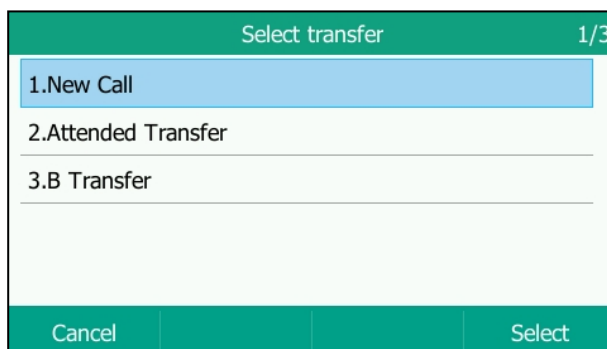 Select transfer 1/3
1.New Call
2.Attended Transfer
3.B Transfer
Cancel Select